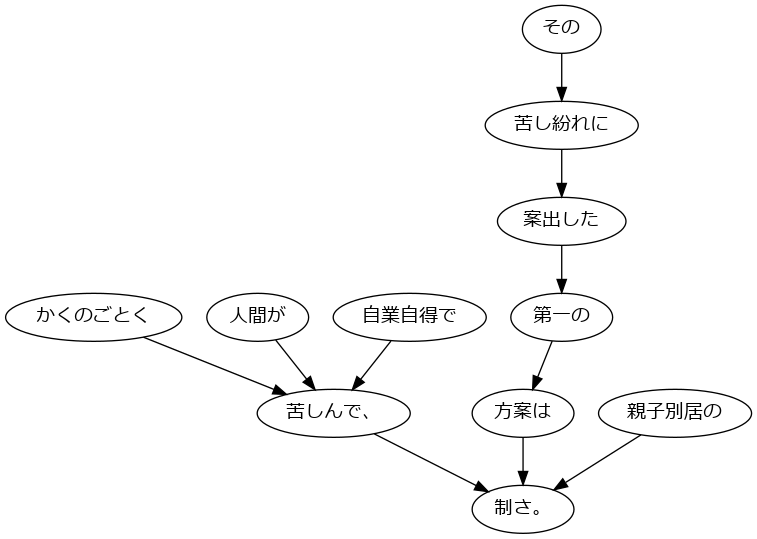 その
苦し紛れに
案出した
かくのごとく
人間が
自業自得で
第一の
苦しんで、
方案は
親子別居の
制さ。